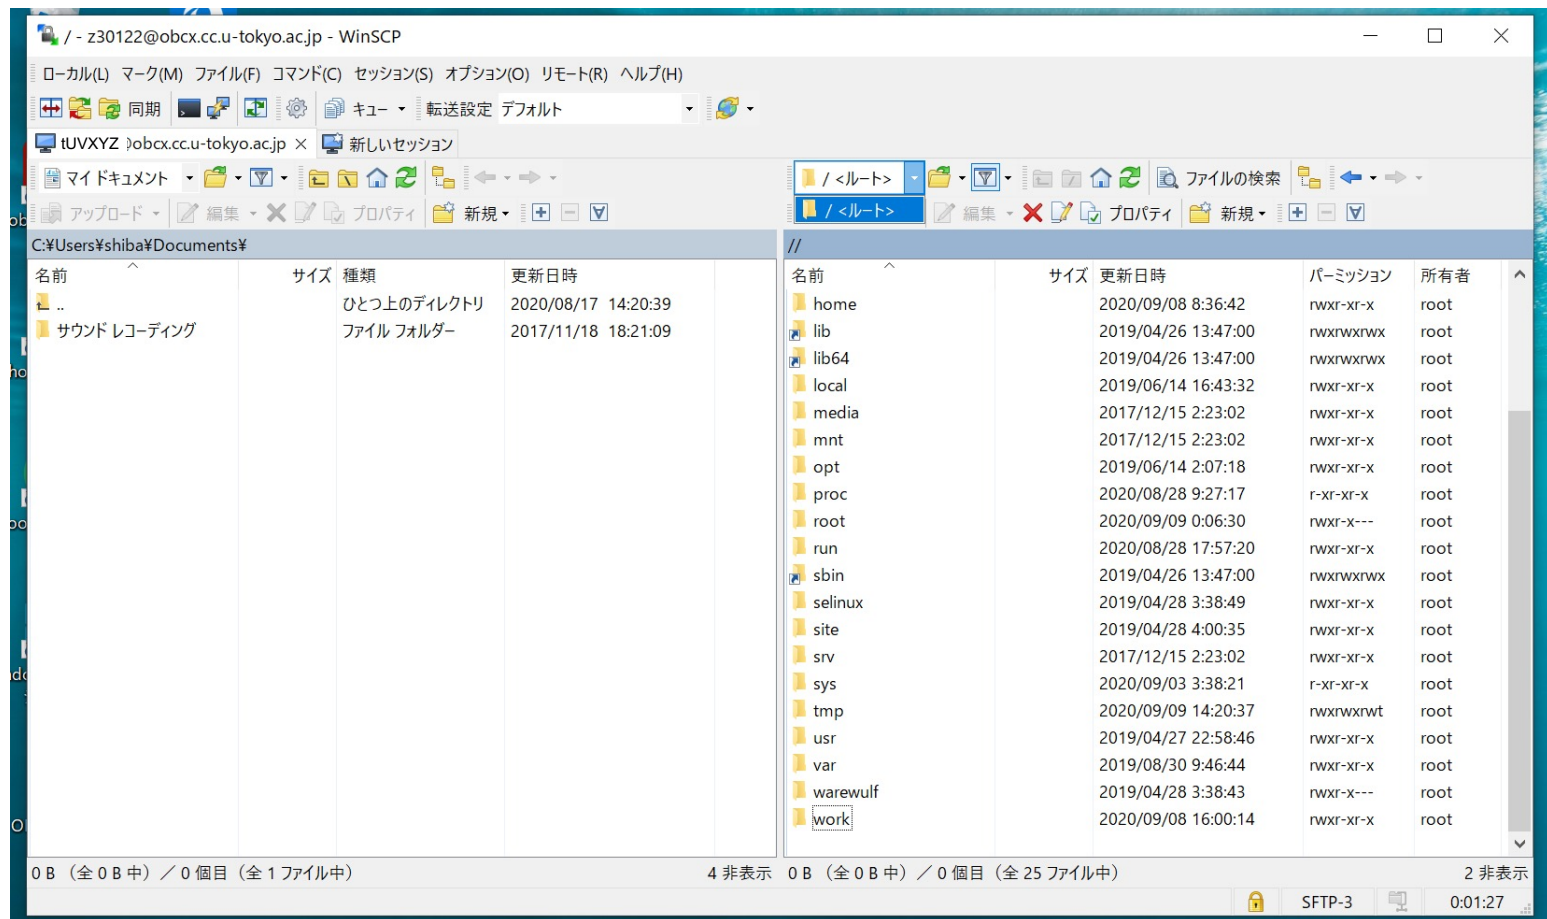 / - z30122@obcx.cc.u-tokyo.ac.jp - WinSCP
ローカル(L) マーク(M) ファイル(F) コマンド(C) セッション(S) オプション(O) リモート(R) ヘルプ(H)
同期 キュー 転送設定 デフォルト
tUVXYZ @obcx.cc.u-tokyo.ac.jp × 新しいセッション
マイ ドキュメント / <ルート> ファイルの検索
アップロード 編集 プロパティ 新規 / <ルート> 編集 プロパティ 新規
C:¥Users¥shiba¥Documents¥ //
名前 サイズ 種類 更新日時 名前 サイズ 更新日時 パーミッション 所有者
.. ひとつ上のディレクトリ 2020/08/17 14:20:39 home 2020/09/08 8:36:42 rwxr-xr-x root
サウンド レコーディング ファイル フォルダー 2017/11/18 18:21:09 lib 2019/04/26 13:47:00 rwxrwxrwx root
lib64 2019/04/26 13:47:00 rwxrwxrwx root
local 2019/06/14 16:43:32 rwxr-xr-x root
media 2017/12/15 2:23:02 rwxr-xr-x root
mnt 2017/12/15 2:23:02 rwxr-xr-x root
opt 2019/06/14 2:07:18 rwxr-xr-x root
proc 2020/08/28 9:27:17 r-xr-xr-x root
root 2020/09/09 0:06:30 rwxr-x--- root
run 2020/08/28 17:57:20 rwxr-xr-x root
sbin 2019/04/26 13:47:00 rwxrwxrwx root
selinux 2019/04/28 3:38:49 rwxr-xr-x root
site 2019/04/28 4:00:35 rwxr-xr-x root
srv 2017/12/15 2:23:02 rwxr-xr-x root
sys 2020/09/03 3:38:21 r-xr-xr-x root
tmp 2020/09/09 14:20:37 rwxrwxrwt root
usr 2019/04/27 22:58:46 rwxr-xr-x root
var 2019/08/30 9:46:44 rwxr-xr-x root
warewulf 2019/04/28 3:38:43 rwxr-x--- root
work 2020/09/08 16:00:14 rwxr-xr-x root
0 B （全 0 B 中）／ 0 個目（全 1 ファイル中） 4 非表示 0 B （全 0 B 中）／ 0 個目（全 25 ファイル中） 2 非表示
SFTP-3 0:01:27